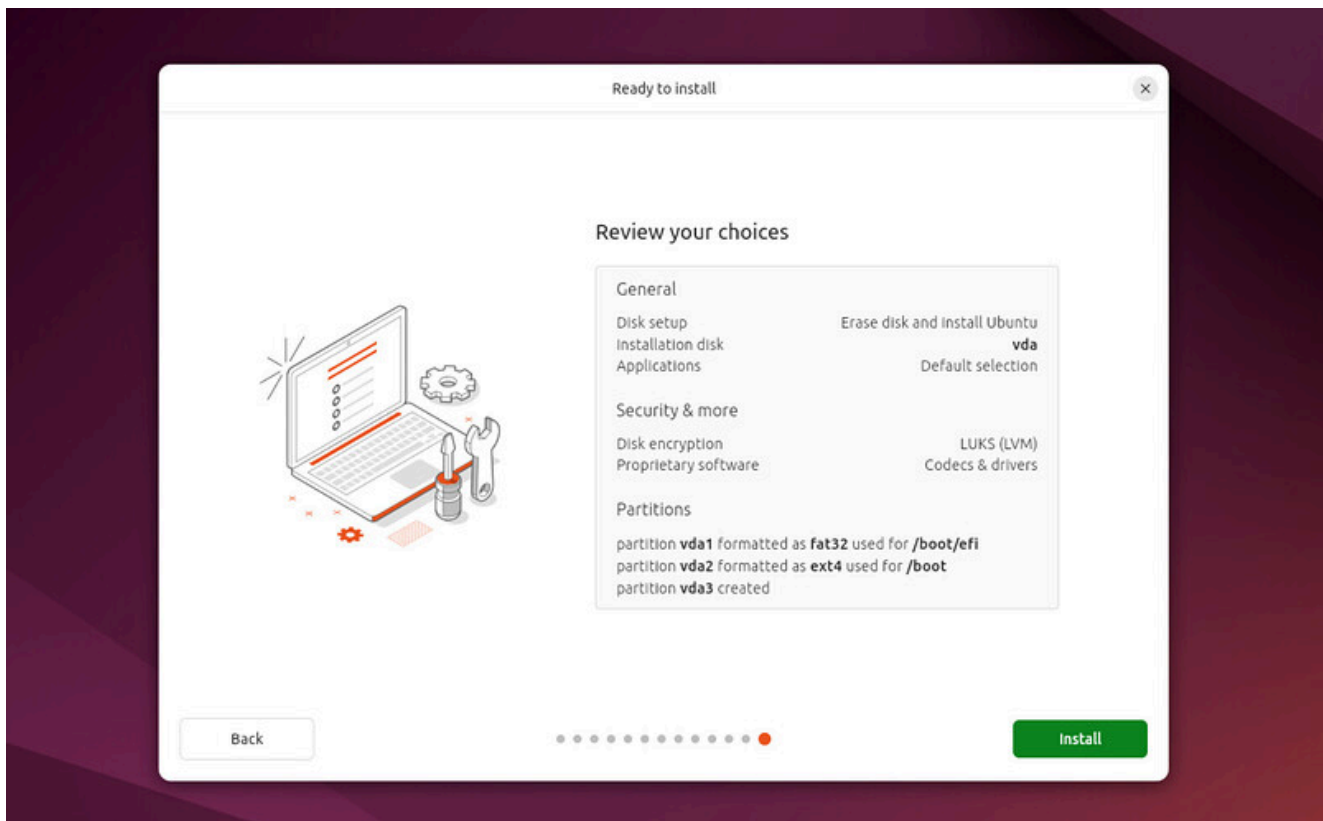 Ready to install
Review your choices
General
Disk setup Erase disk and install Ubuntu
Installation disk vda
Applications Default selection
Security & more
Disk encryption LUKS (LVM)
Proprietary software Codecs & drivers
Partitions
partition vda1 formatted as fat32 used for /boot/efi
partition vda2 formatted as ext4 used for /boot
partition vda3 created
Back Install